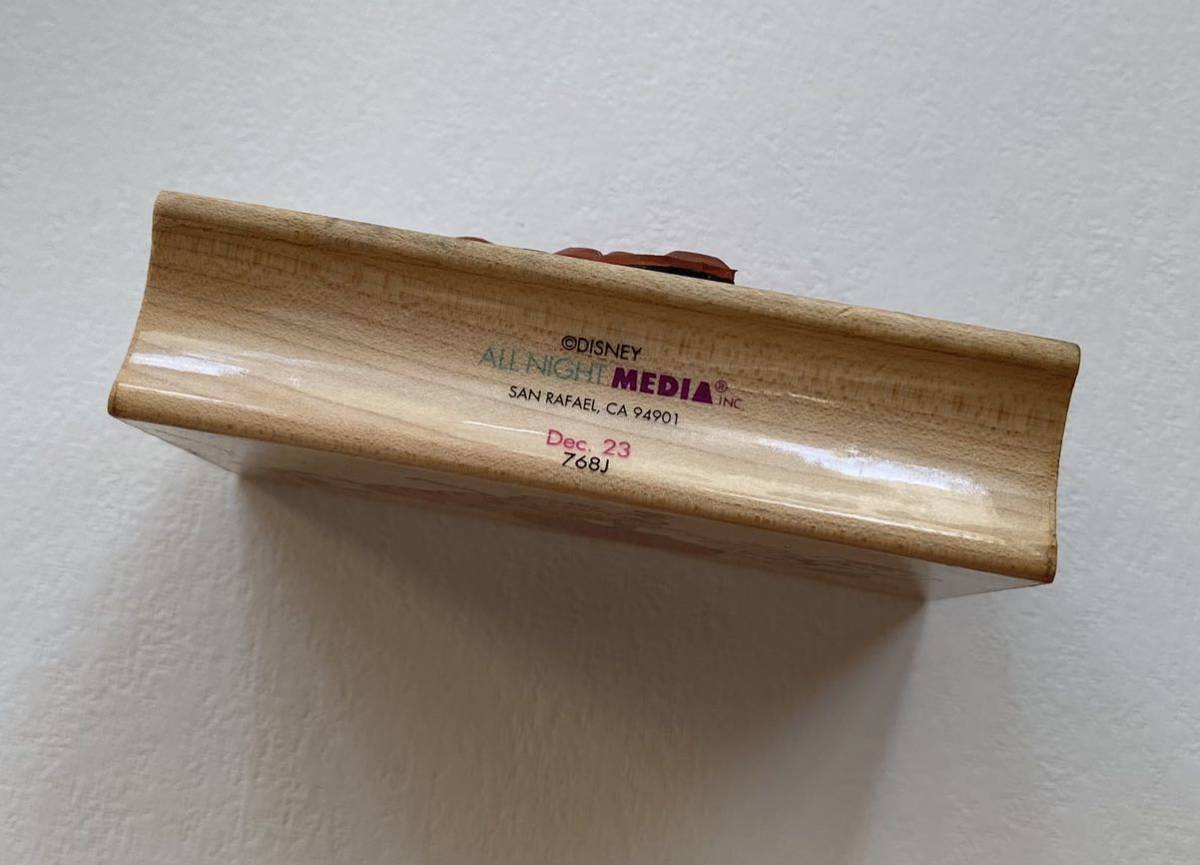 ©DISNEY
ALL NIGHT MEDIA® INC
SAN RAFAEL, CA 94901
Dec. 23
768J